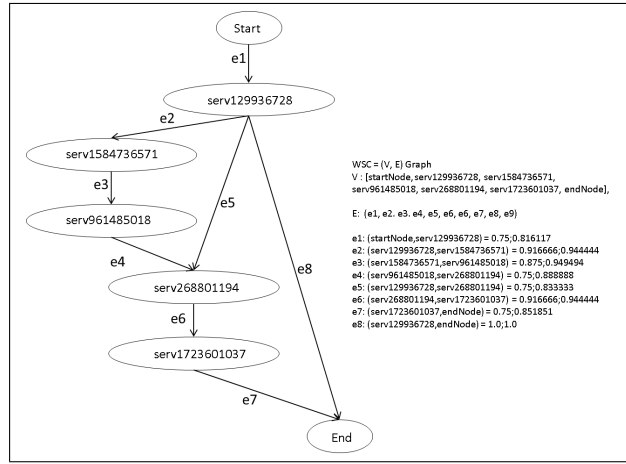 Start
e1
serv129936728
e2
serv1584736571
e3
serv961485018
e5
e4
e8
serv268801194
e6
serv1723601037
e7
End
WSC = (V, E) Graph
V : [startNode,serv129936728, serv1584736571,
serv961485018, serv268801194, serv1723601037, endNode],
E: (e1, e2. e3. e4, e5, e6, e6, e7, e8, e9)
e1: (startNode,serv129936728) = 0.75;0.816117
e2: (serv129936728,serv1584736571) = 0.916666;0.944444
e3: (serv1584736571,serv961485018) = 0.875;0.949494
e4: (serv961485018,serv268801194) = 0.75;0.888888
e5: (serv129936728,serv268801194) = 0.75;0.833333
e6: (serv268801194,serv1723601037) = 0.916666;0.944444
e7: (serv1723601037,endNode) = 0.75;0.851851
e8: (serv129936728,endNode) = 1.0;1.0